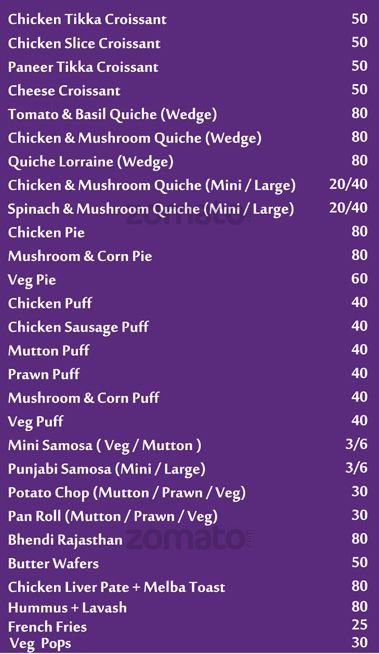 Chicken Tikka Croissant 50
Chicken Slice Croissant 50
Paneer Tikka Croissant 50
Cheese Croissant 50
Tomato & Basil Quiche (Wedge) 80
Chicken & Mushroom Quiche (Wedge) 80
Quiche Lorraine (Wedge) 80
Chicken & Mushroom Quiche (Mini / Large) 20/40
Spinach & Mushroom Quiche (Mini / Large) 20/40
zomato
Chicken Pie 80
Mushroom & Corn Pie 80
Veg Pie 60
Chicken Puff 40
Chicken Sausage Puff 40
Mutton Puff 40
Prawn Puff 40
Mushroom & Corn Puff 40
Veg Puff 40
Mini Samosa ( Veg / Mutton ) 3/6
Punjabi Samosa (Mini / Large) 3/6
Potato Chop (Mutton / Prawn / Veg) 30
Pan Roll (Mutton / Prawn / Veg) 30
Bhendi Rajasthan 80
zomato
Butter Wafers 50
Chicken Liver Pate + Melba Toast 80
Hummus + Lavash 80
French Fries 25
Veg Pops 30